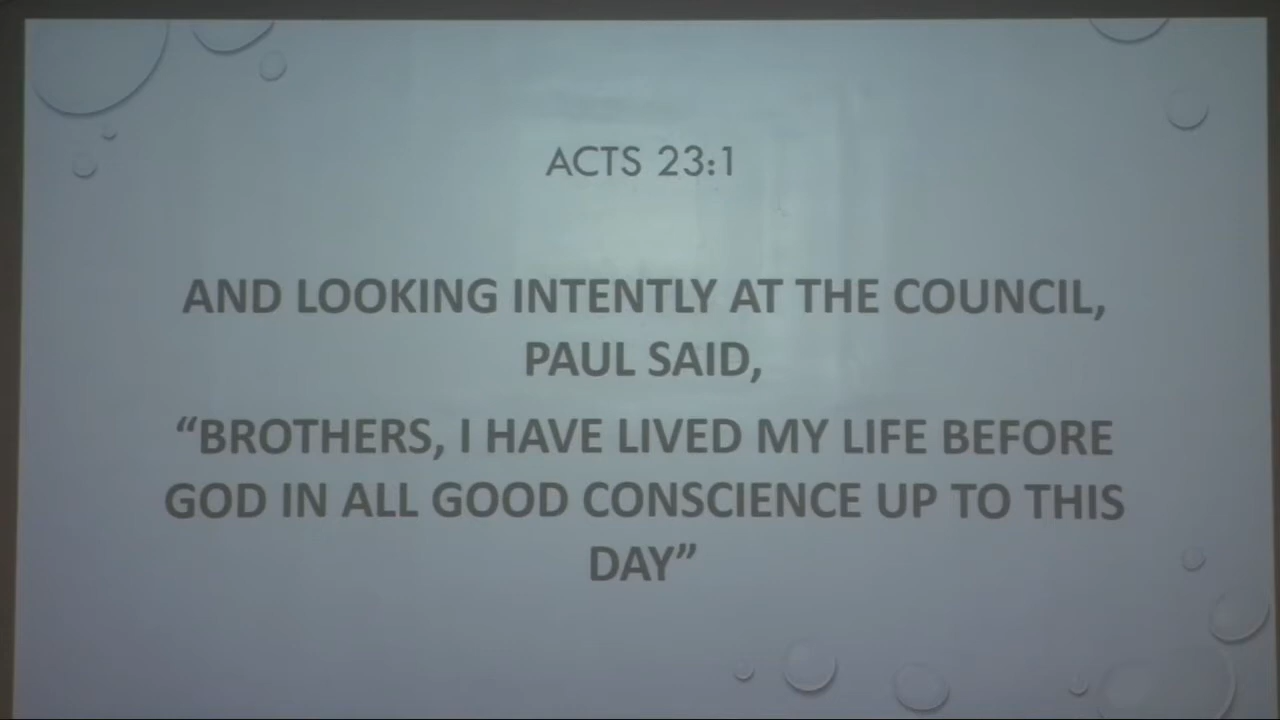 ACTS 23:1
AND LOOKING INTENTLY AT THE COUNCIL,
PAUL SAID,
“BROTHERS, I HAVE LIVED MY LIFE BEFORE
GOD IN ALL GOOD CONSCIENCE UP TO THIS
DAY”